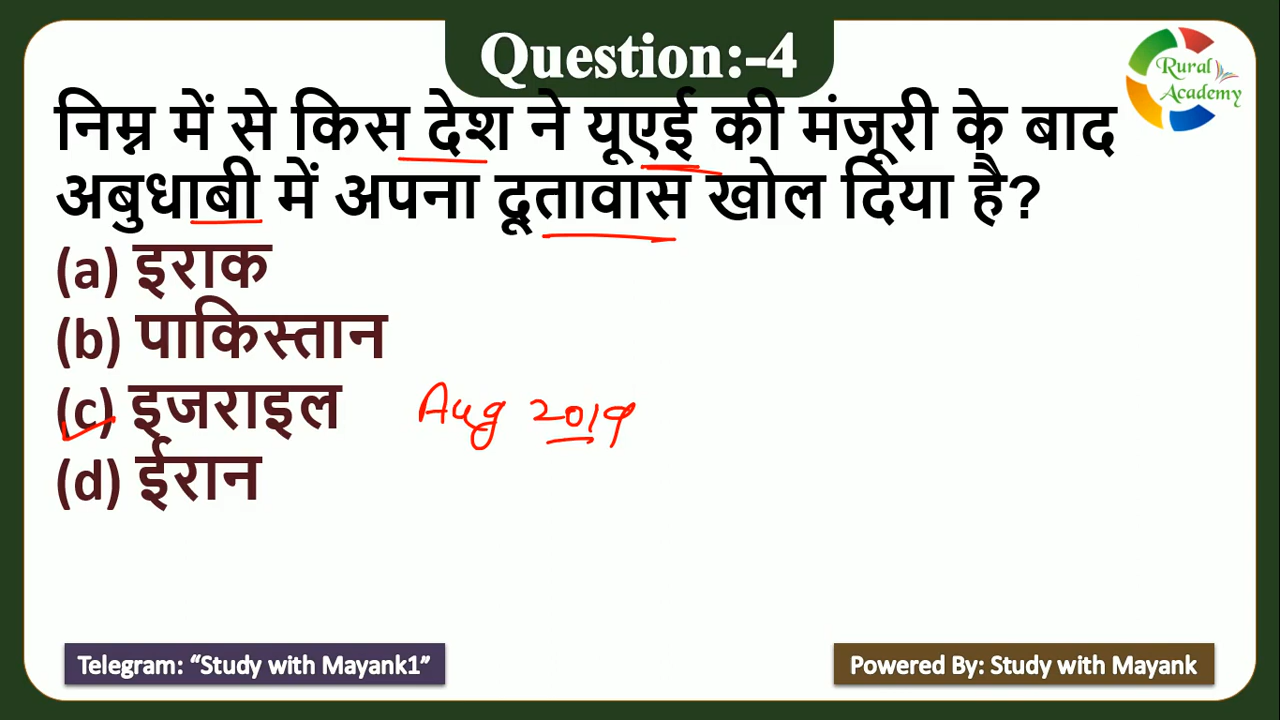 Question:-4
Rural
Academy
निम्न में से किस देश ने यूएई की मंजूरी के बाद
अबुधाबी में अपना दूतावास खोल दिया है?
(a) इराक
(b) पाकिस्तान
(c) इजराइल Aug 2019
(d) ईरान
Telegram: “Study with Mayank1”
Powered By: Study with Mayank